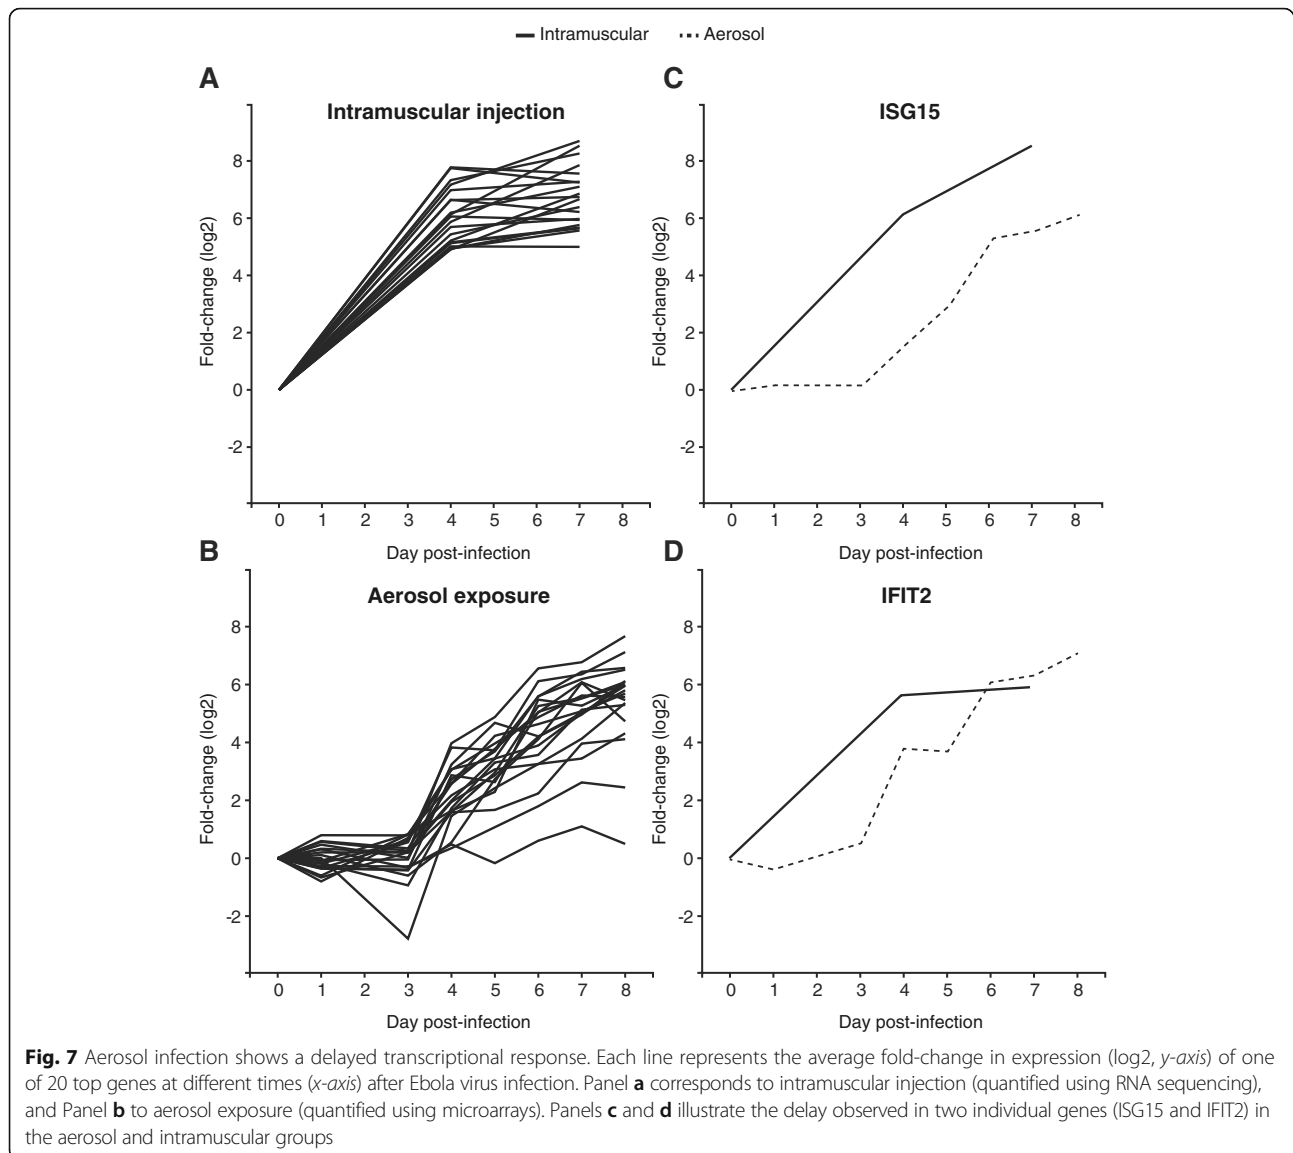 Intramuscular Aerosol
A
Intramuscular injection
Fold-change (log2)
8
6
4
2
0
-2
0 1 2 3 4 5 6 7 8
Day post-infection
C
ISG15
Fold-change (log2)
8
6
4
2
0
-2
0 1 2 3 4 5 6 7 8
Day post-infection
B
Aerosol exposure
Fold-change (log2)
8
6
4
2
0
-2
0 1 2 3 4 5 6 7 8
Day post-infection
D
IFIT2
Fold-change (log2)
8
6
4
2
0
-2
0 1 2 3 4 5 6 7 8
Day post-infection
Fig. 7 Aerosol infection shows a delayed transcriptional response. Each line represents the average fold-change in expression (log2, y-axis) of one
of 20 top genes at different times (x-axis) after Ebola virus infection. Panel a corresponds to intramuscular injection (quantified using RNA sequencing),
and Panel b to aerosol exposure (quantified using microarrays). Panels c and d illustrate the delay observed in two individual genes (ISG15 and IFIT2) in
the aerosol and intramuscular groups